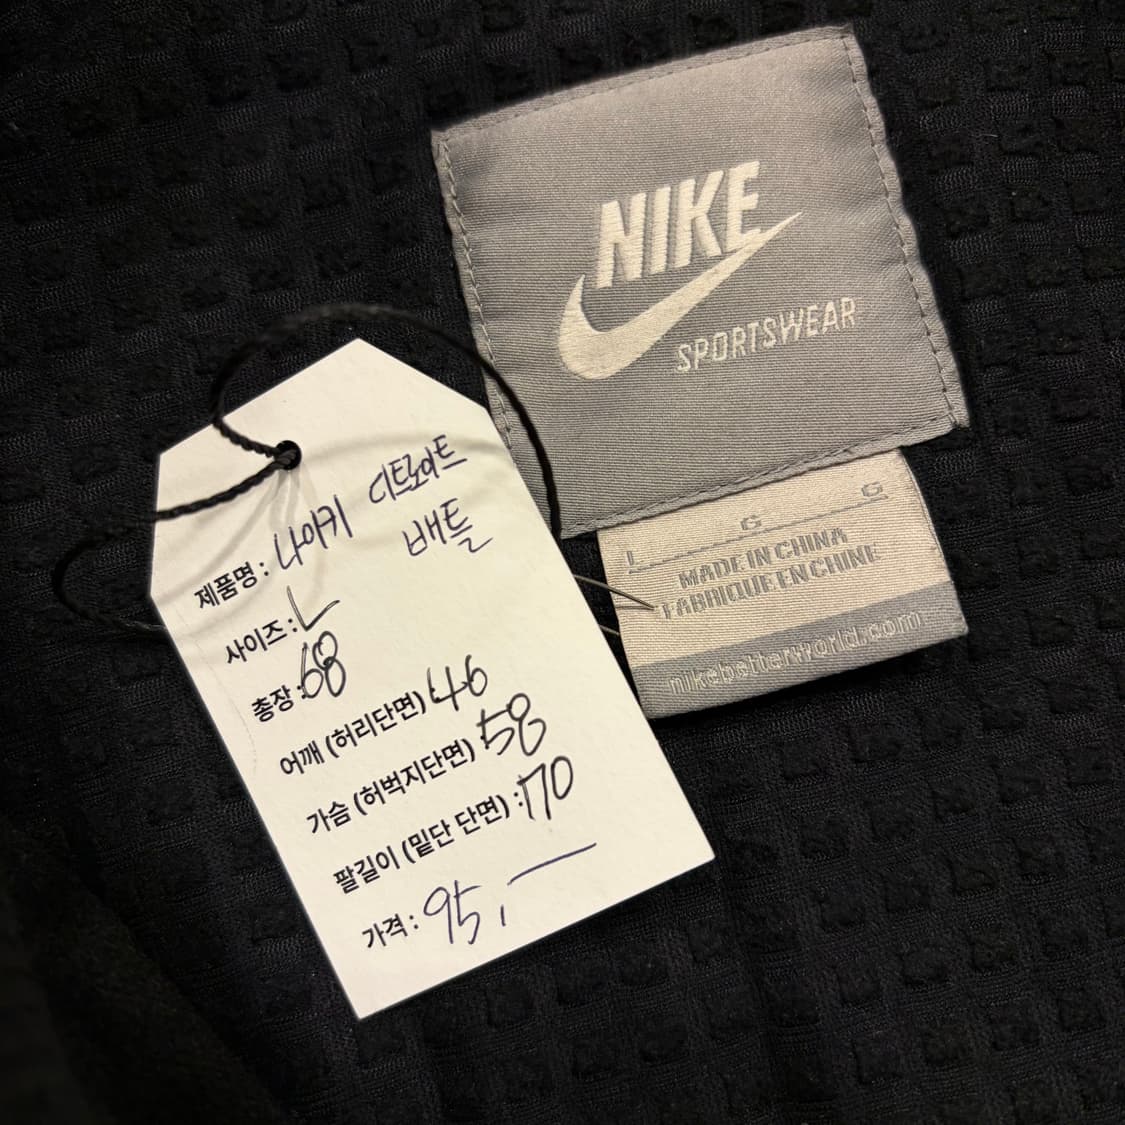 NIKE
SPORTSWEAR
L G G
MADE IN CHINA
FABRIQUE EN CHINE
nikebetterworld.com
제품명 : 나이키 디트로이트
배틀
사이즈 : L
총장 : 68
어깨 (허리단면) 46
가슴 (허벅지단면) 58
팔길이 (밑단 단면) : 70
가격 : 95,—